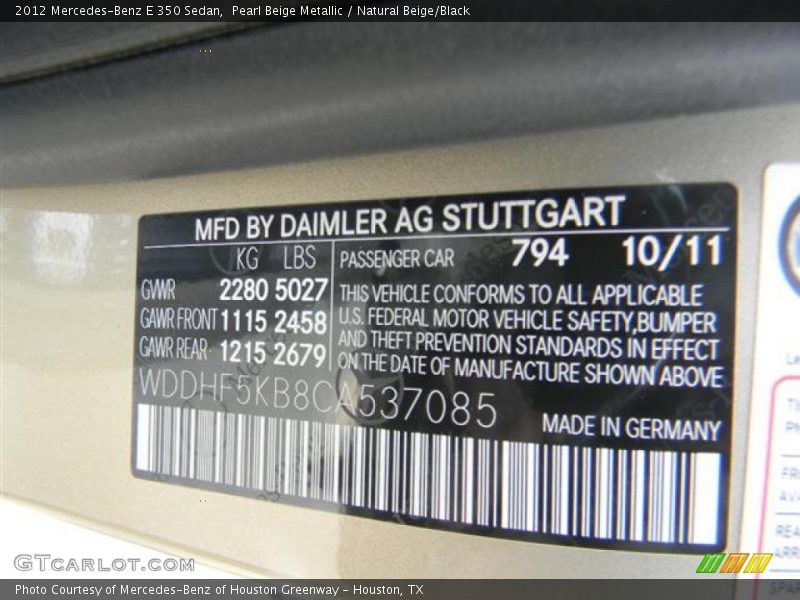 2012 Mercedes-Benz E 350 Sedan, Pearl Beige Metallic / Natural Beige/Black
MFD BY DAIMLER AG STUTTGART
KG LBS PASSENGER CAR 794 10/11
GVWR 2280 5027
GAWR FRONT 1115 2458
GAWR REAR 1215 2679
THIS VEHICLE CONFORMS TO ALL APPLICABLE
U.S. FEDERAL MOTOR VEHICLE SAFETY,BUMPER
AND THEFT PREVENTION STANDARDS IN EFFECT
ON THE DATE OF MANUFACTURE SHOWN ABOVE
WDDHF5KB8CA537085
MADE IN GERMANY
GTCarLot.com
Photo Courtesy of Mercedes-Benz of Houston Greenway - Houston, TX